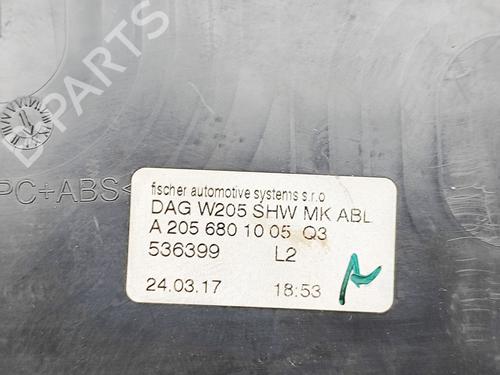 B-PARTS
PC+ABS<
fischer automotive systems s.r.o
DAG W205 SHW MK ABL
A 205 680 10 05 Q3
536399 L2
24.03.17 18:53